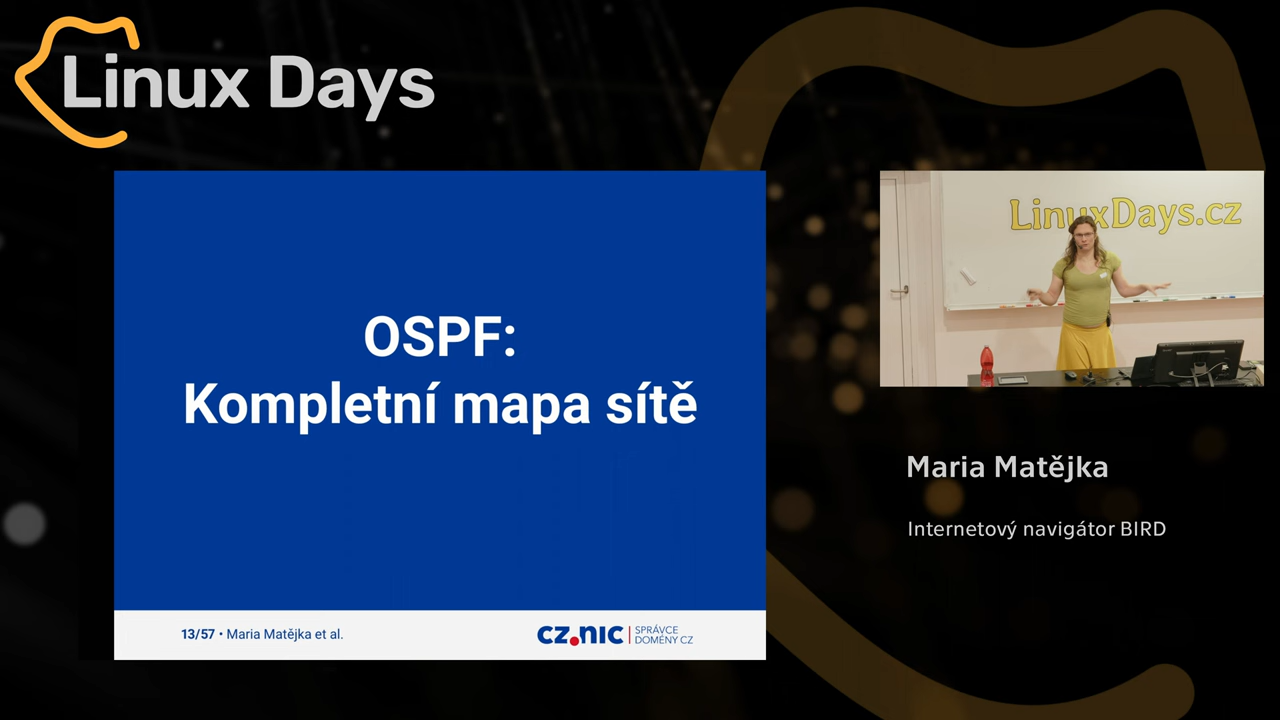 Linux Days
OSPF:
Kompletní mapa sítě
13/57 • Maria Matějka et al.
CZ.NIC
SPRÁVCE
DOMÉNY CZ
LinuxDays.cz
Maria Matějka
Internetový navigátor BIRD